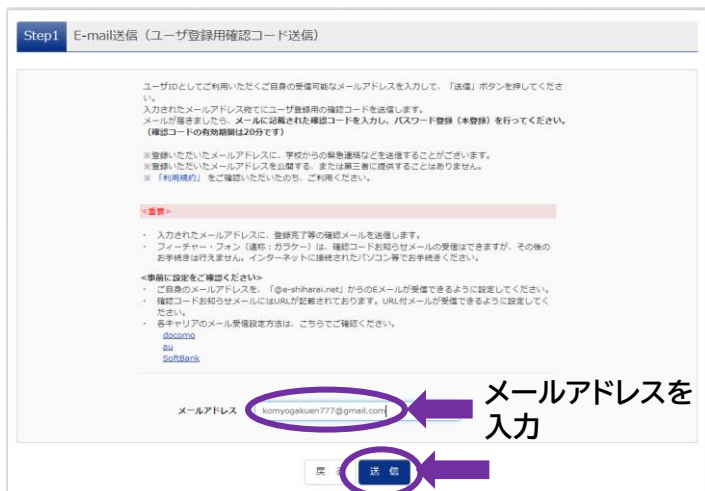 Step1 E-mail送信（ユーザ登録用確認コード送信）
ユーザIDとしてご利用いただくご自身の受信可能なメールアドレスを入力して、「送信」ボタンを押してくださ
い。
入力されたメールアドレス宛てにユーザ登録用の確認コードを送信します。
メールが届きましたら、メールに記載された確認コードを入力し、パスワード登録（本登録）を行ってください。
（確認コードの有効期間は20分です）
※登録いただいたメールアドレスに、学校からの緊急連絡などを送信することがございます。
※登録いただいたメールアドレスを公開する、または第三者に提供することはありません。
※ 「利用規約」 をご確認いただいたのち、ご利用ください。
<重要>
・ 入力されたメールアドレスに、登録完了等の確認メールを送信します。
・ フィーチャー・フォン（通称：ガラケー）は、確認コードお知らせメールの受信はできますが、その後の
お手続きは行えません。インターネットに接続されたパソコン等でお手続きください。
<事前に設定をご確認ください>
・ ご自身のメールアドレスを、「@e-shiharai.net」からのEメールが受信できるように設定してください。
・ 確認コードお知らせメールにはURLが記載されております。URL付メールが受信できるように設定してく
ださい。
・ 各キャリアのメール受信設定方法は、こちらでご確認ください。
docomo
au
SoftBank
メールアドレス komyogakuen777@gmail.com
メールアドレスを
入力
戻 送 信